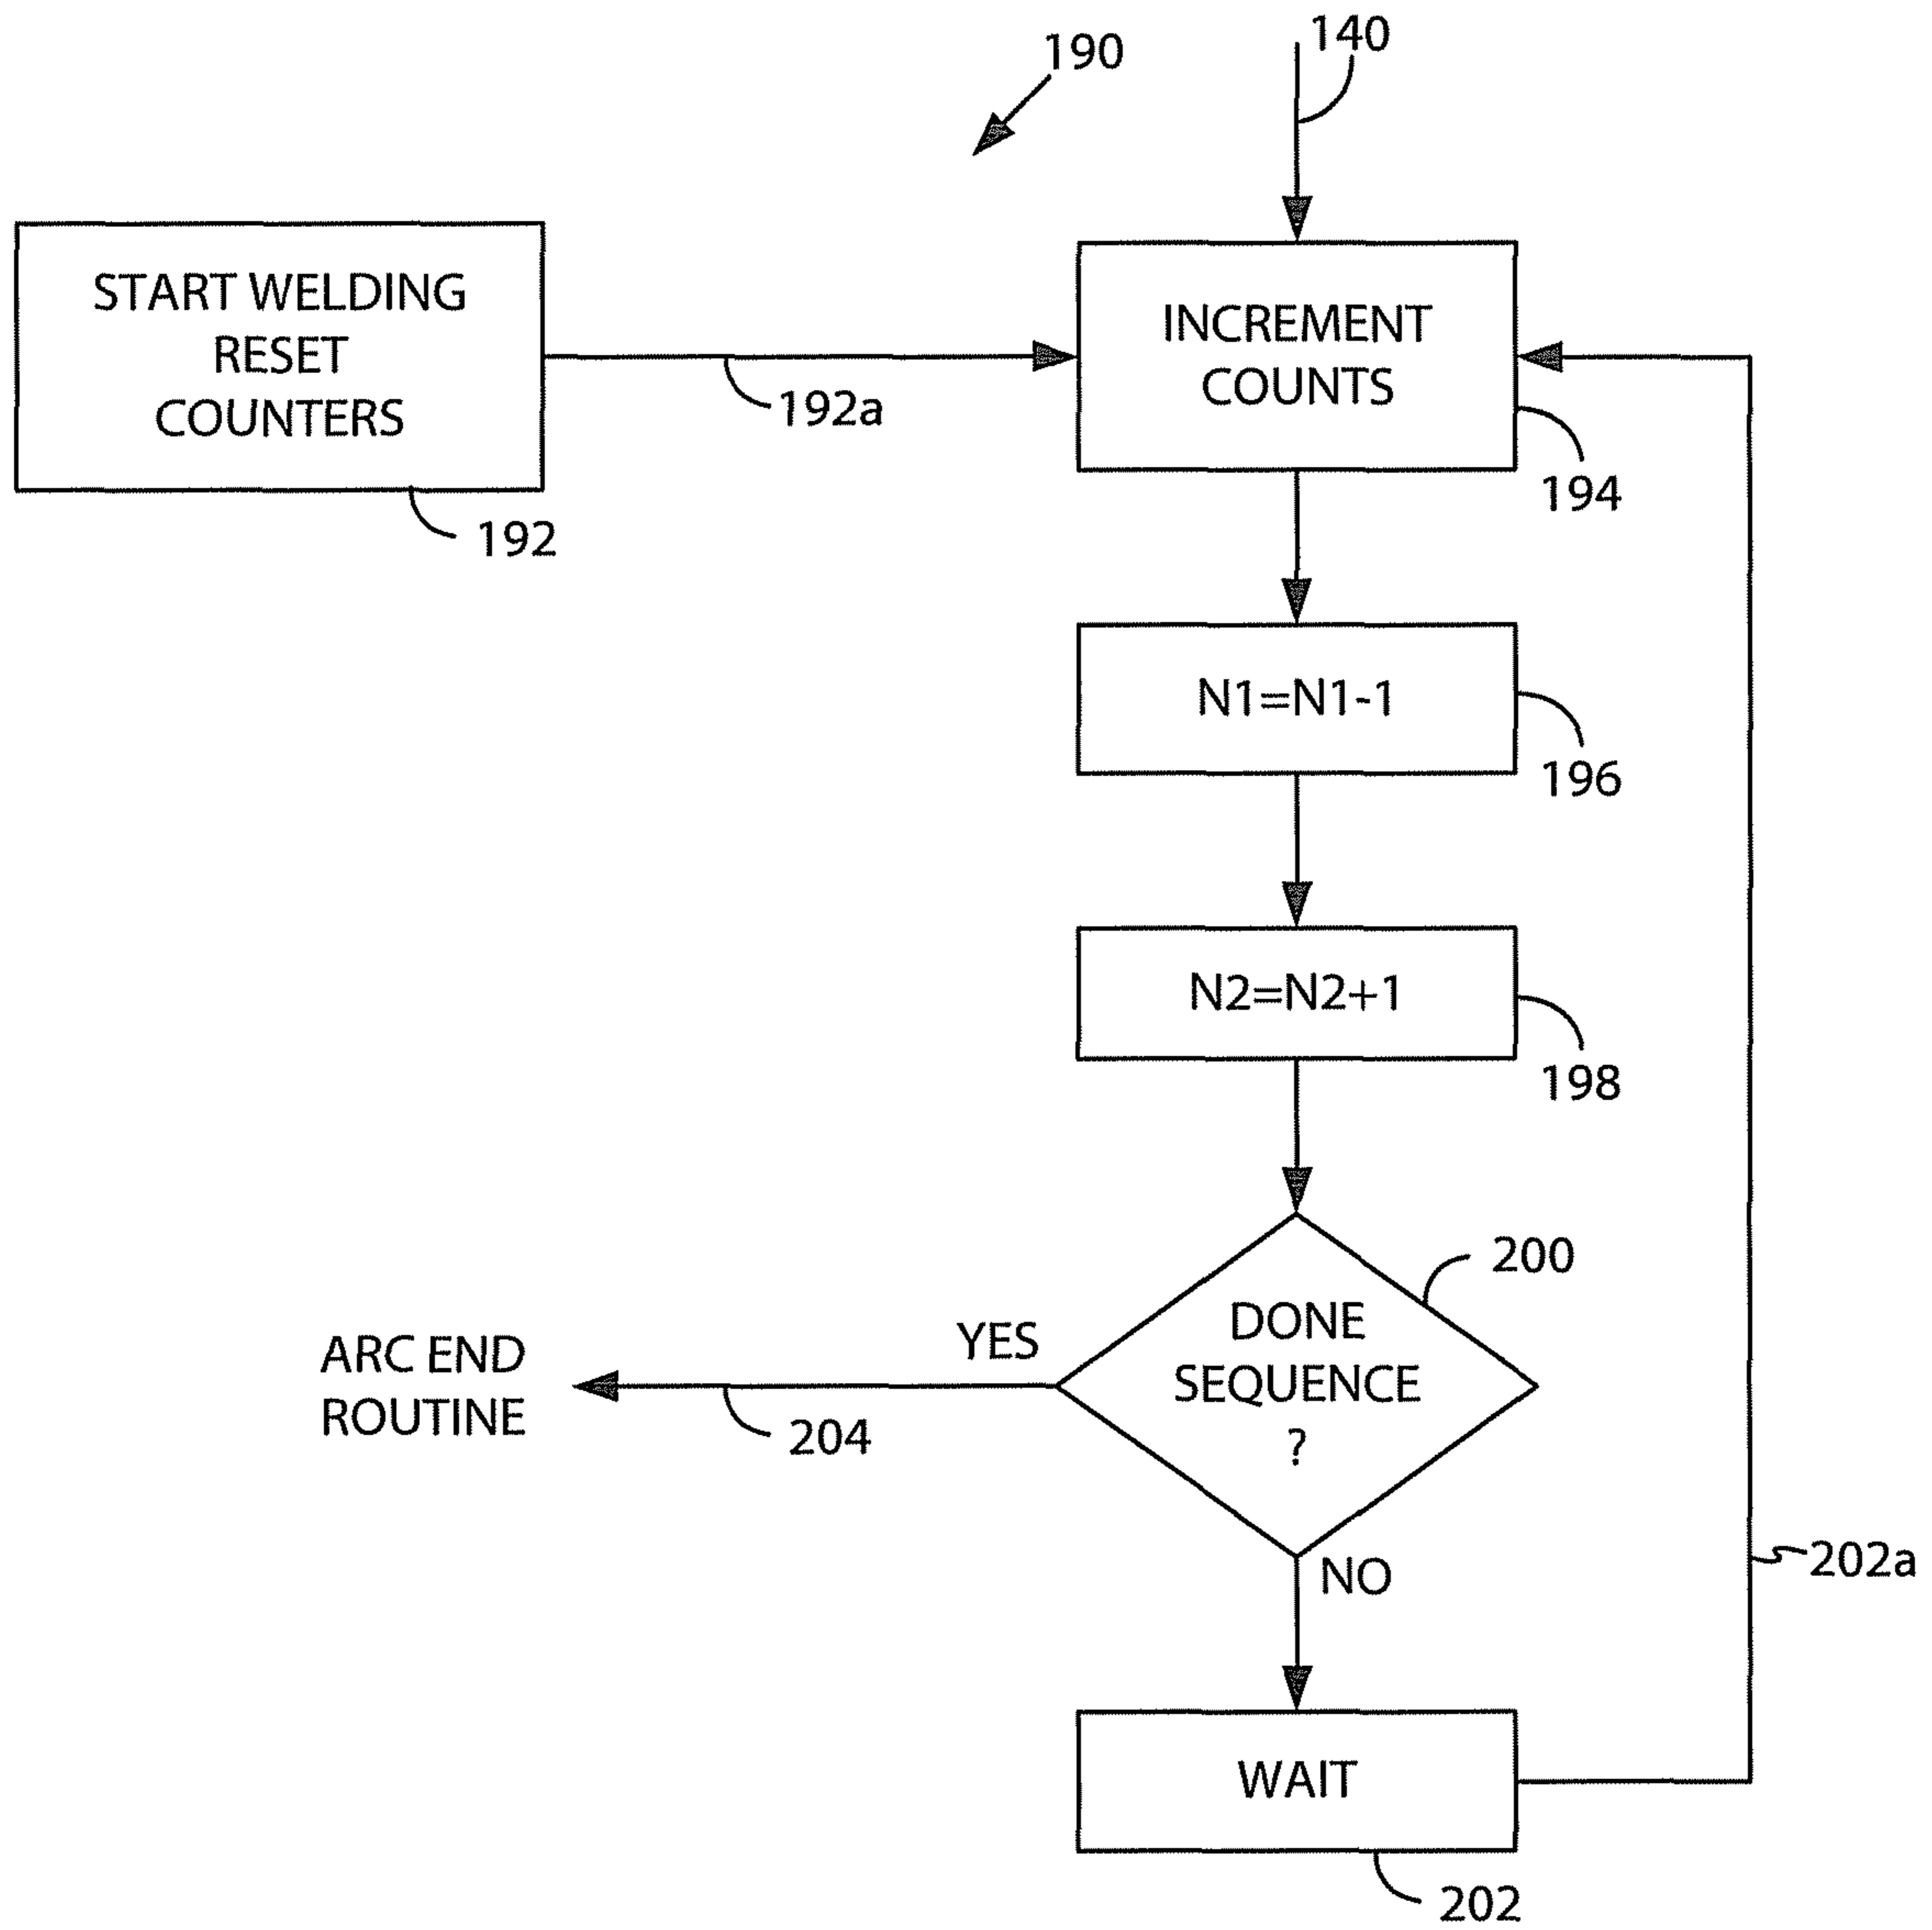 190
140
START WELDING
RESET
COUNTERS
192
192a
INCREMENT
COUNTS
194
N1=N1-1
196
N2=N2+1
198
200
DONE
SEQUENCE
?
YES
ARC END
ROUTINE
204
NO
202a
WAIT
202